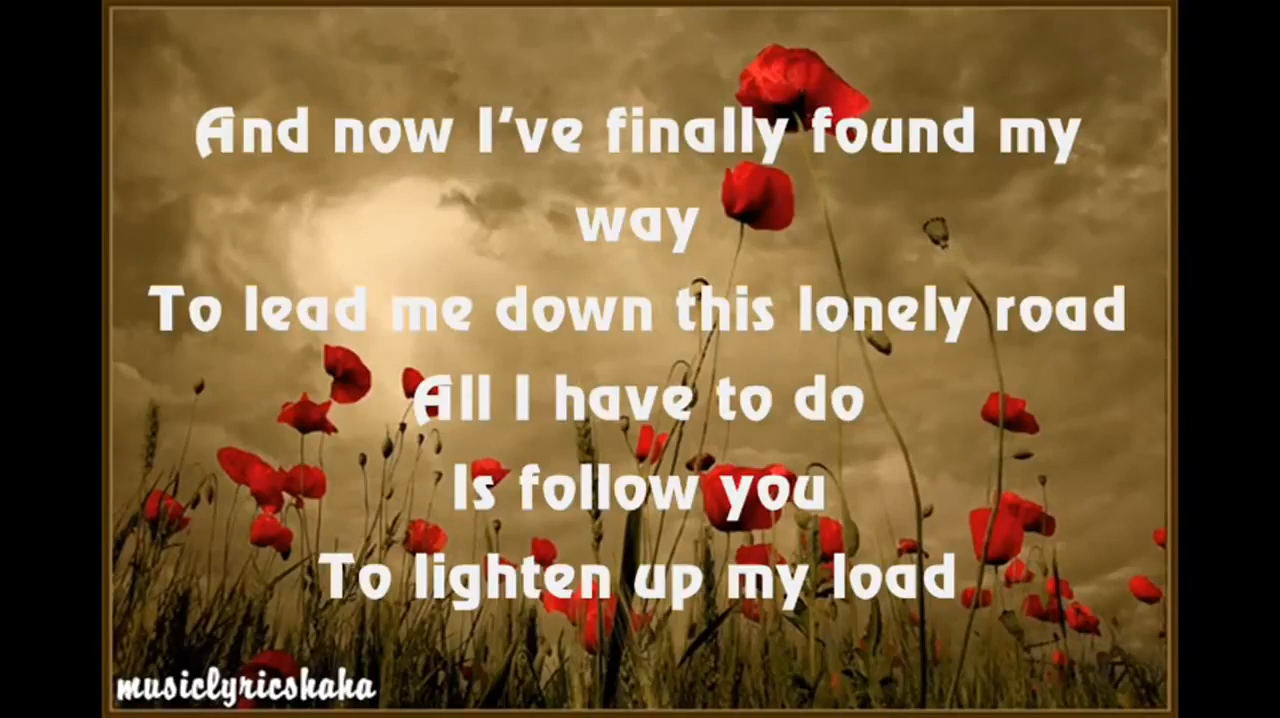 And now I've finally found my
way
To lead me down this lonely road
All I have to do
Is follow you
To lighten up my load
musiclyricshaha